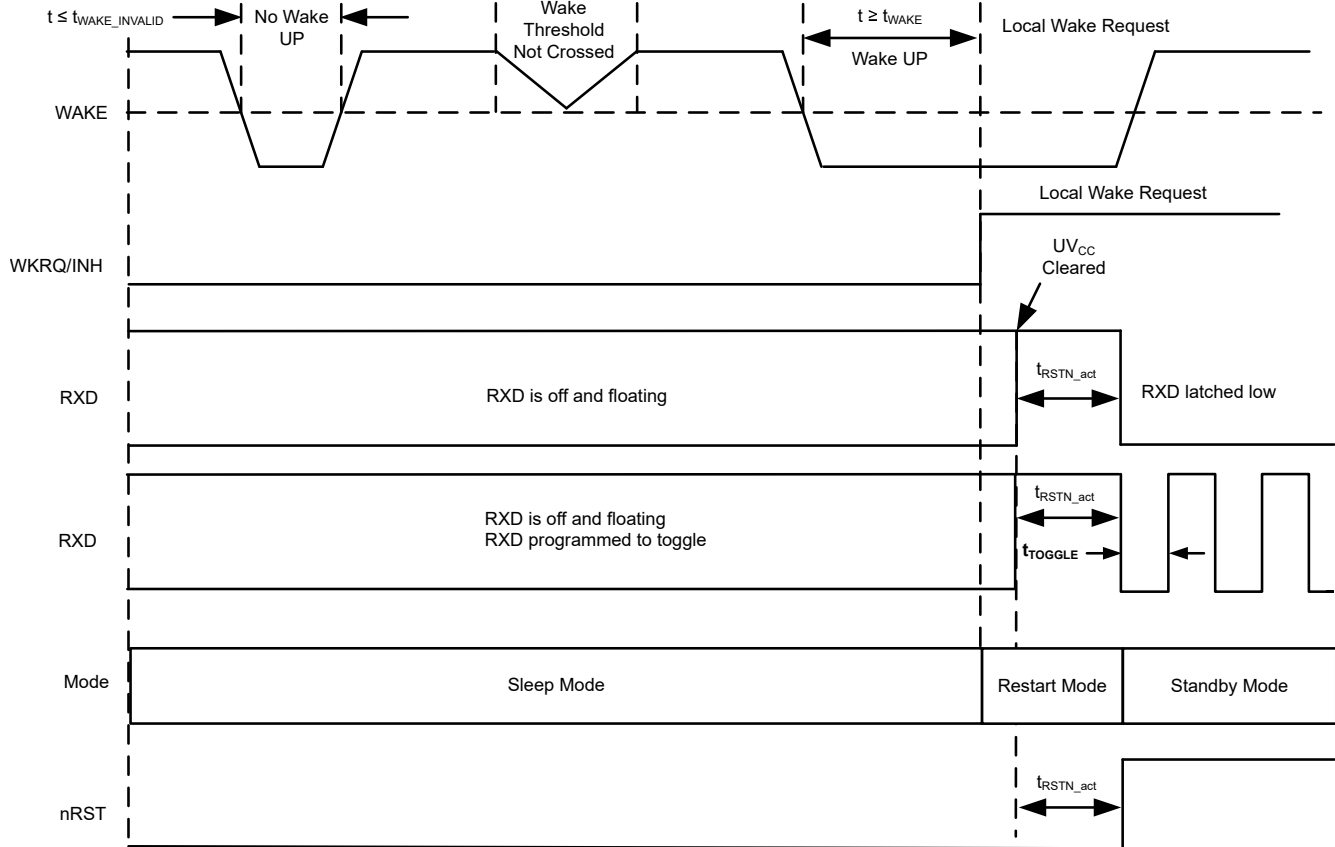 t ≤ tWAKE_INVALID
No Wake
UP
Wake
Threshold
Not Crossed
t ≥ tWAKE
Wake UP
Local Wake Request
WAKE
Local Wake Request
WKRQ/INH
UVCC
Cleared
RXD
RXD is off and floating
tRSTN_act
RXD latched low
RXD
RXD is off and floating
RXD programmed to toggle
tRSTN_act
tTOGGLE
Mode
Sleep Mode
Restart Mode
Standby Mode
nRST
tRSTN_act